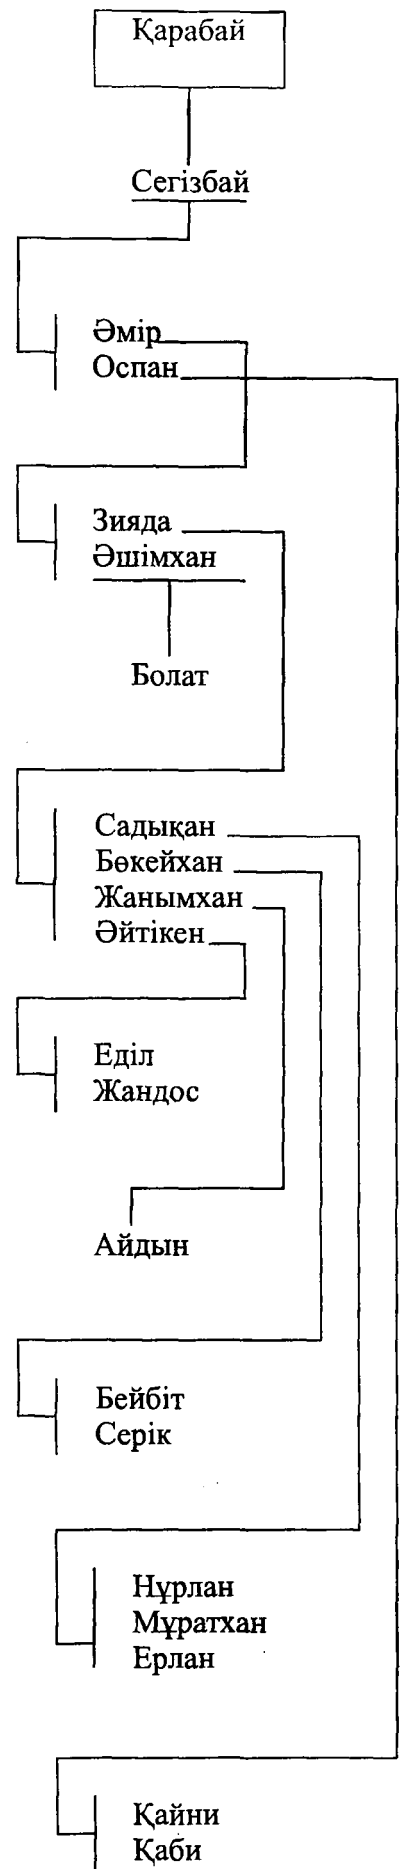 Қарабай
Сегізбай
Әмір
Оспан
Зияда
Әшімхан
Болат
Садықан
Бөкейхан
Жанымхан
Әйтікен
Еділ
Жандос
Айдын
Бейбіт
Серік
Нұрлан
Мұратхан
Ерлан
Қайни
Қаби